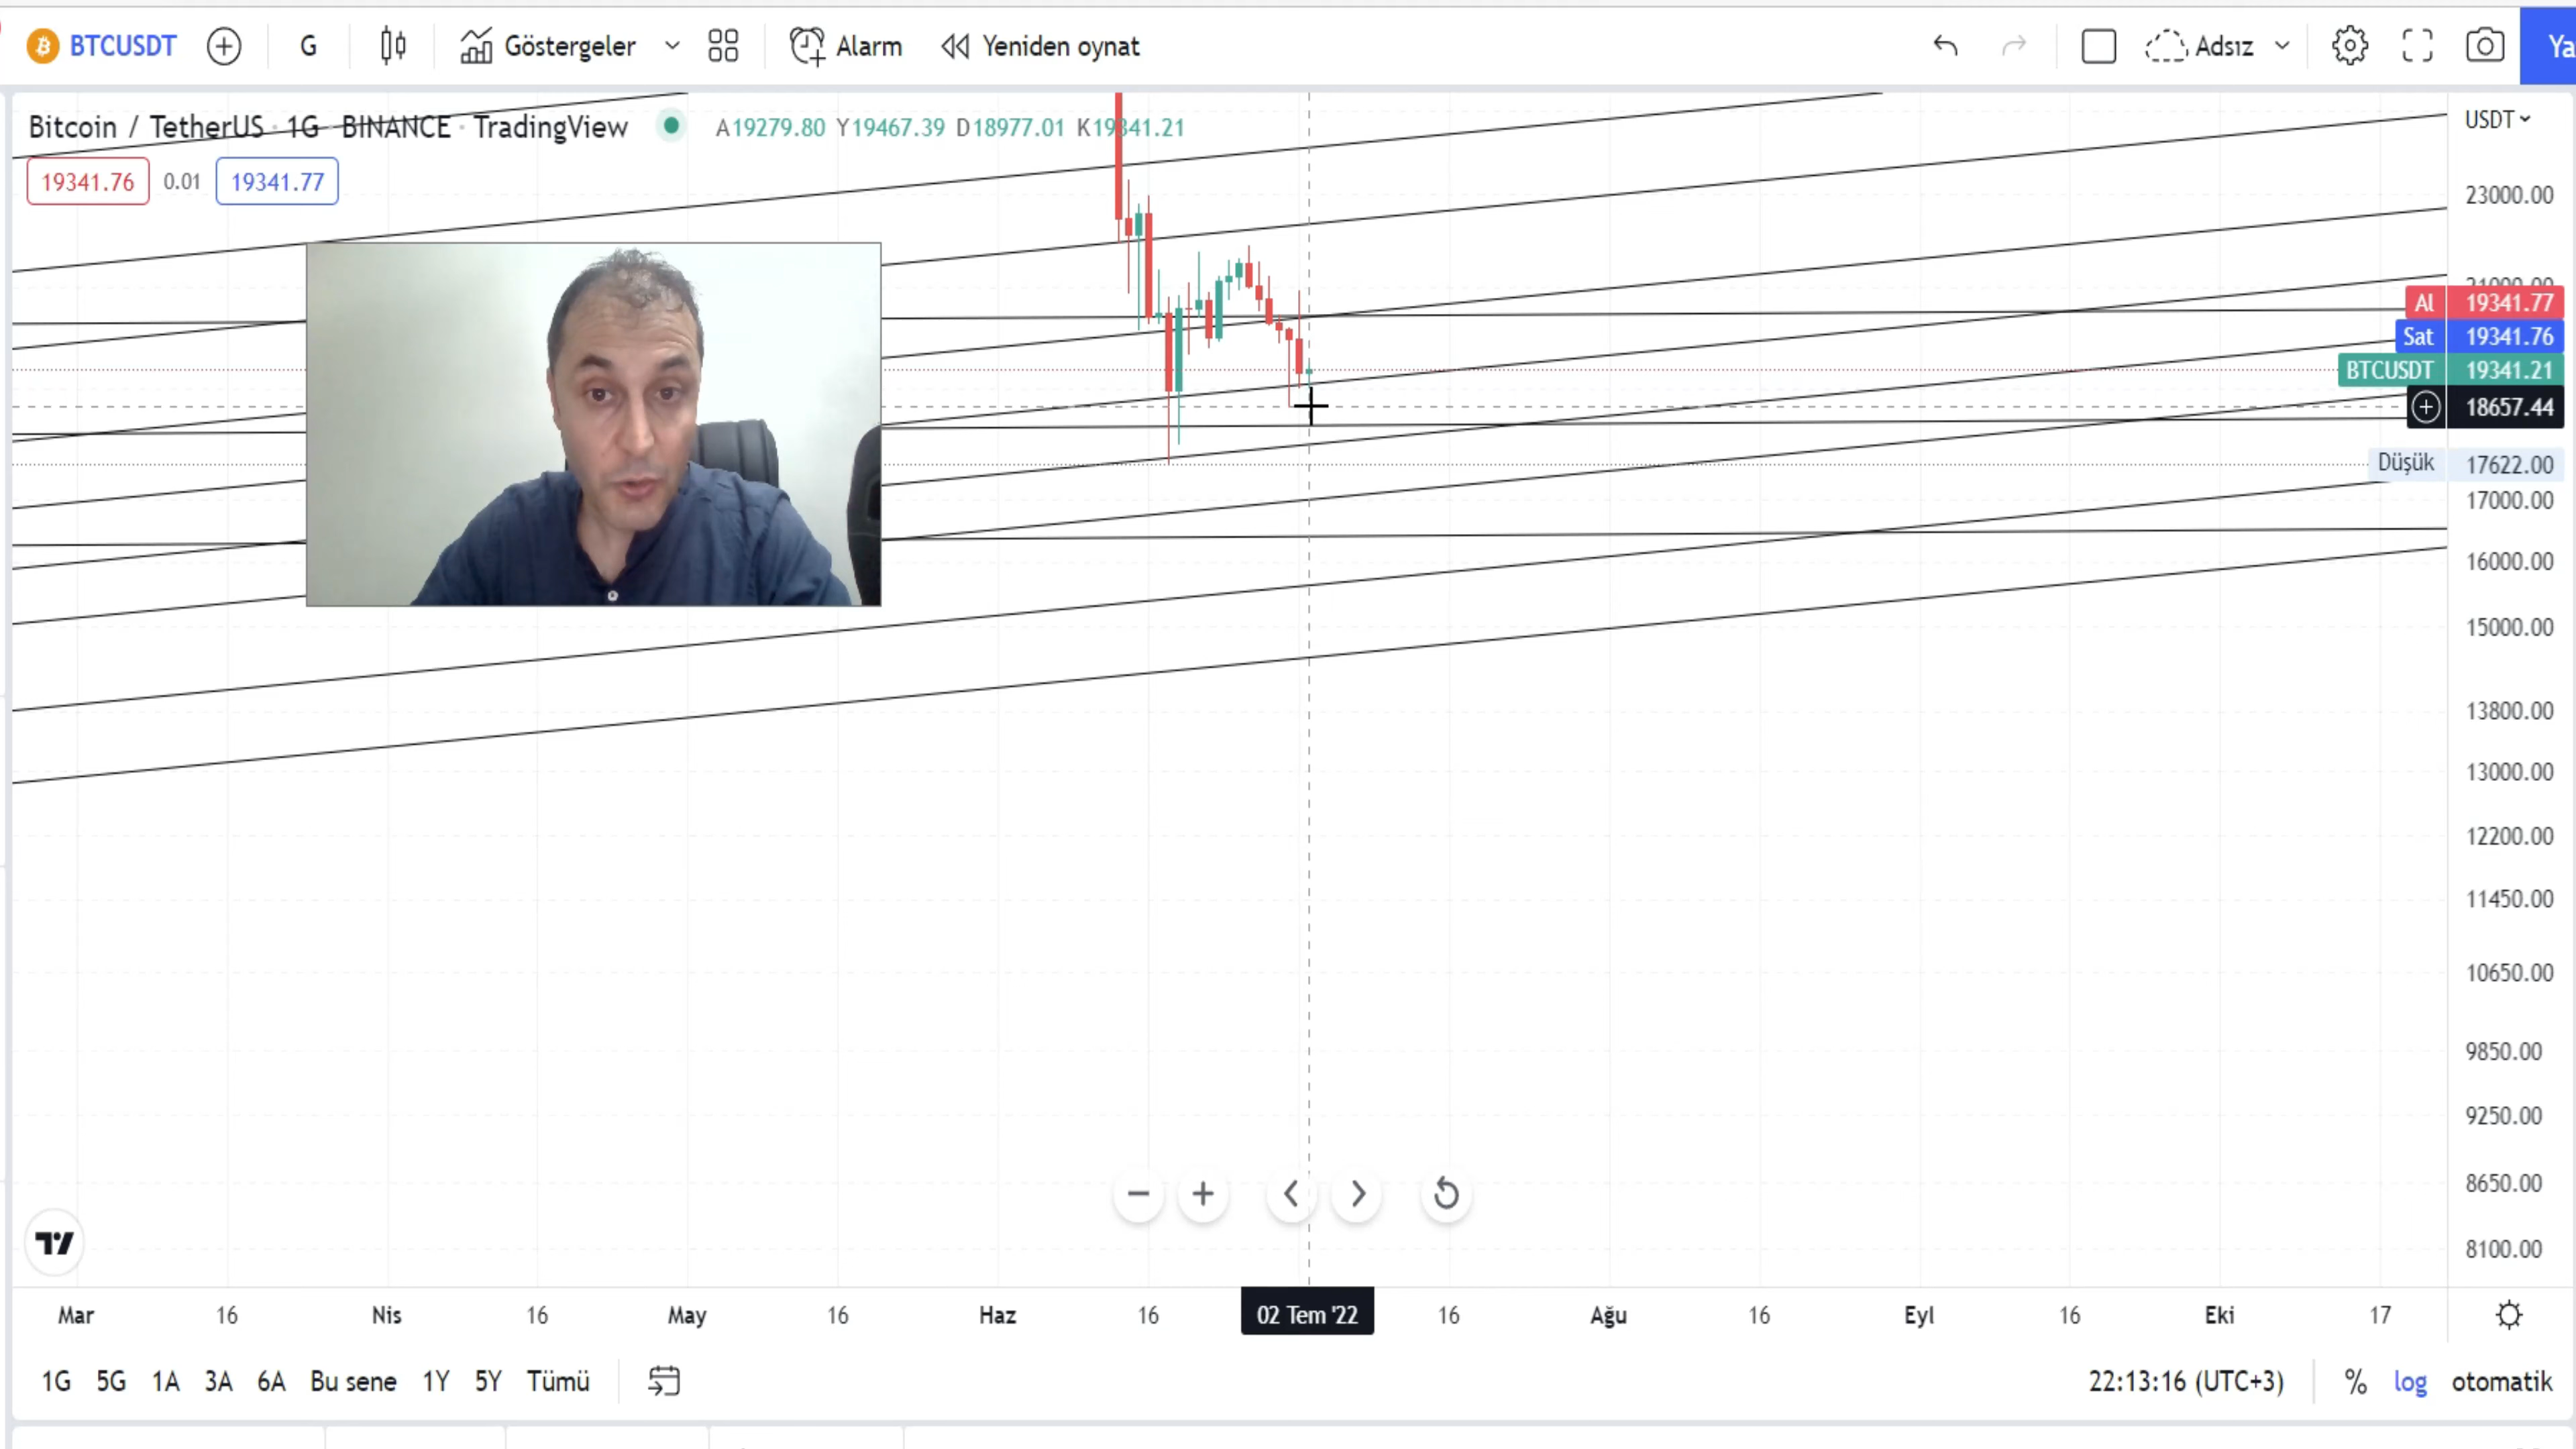 BTCUSDT G Göstergeler Alarm Yeniden oynat Adsız
Bitcoin / TetherUS · 1G · BINANCE · TradingView A19279.80 Y19467.39 D18977.01 K19341.21
19341.76 0.01 19341.77
USDT
23000.00
Al 19341.77
Sat 19341.76
BTCUSDT 19341.21
18657.44
Düşük 17622.00
17000.00
16000.00
15000.00
13800.00
13000.00
12200.00
11450.00
10650.00
9850.00
9250.00
8650.00
8100.00
Mar 16 Nis 16 May 16 Haz 16 02 Tem '22 16 Ağu 16 Eyl 16 Eki 17
1G 5G 1A 3A 6A Bu sene 1Y 5Y Tümü 22:13:16 (UTC+3) % log otomatik